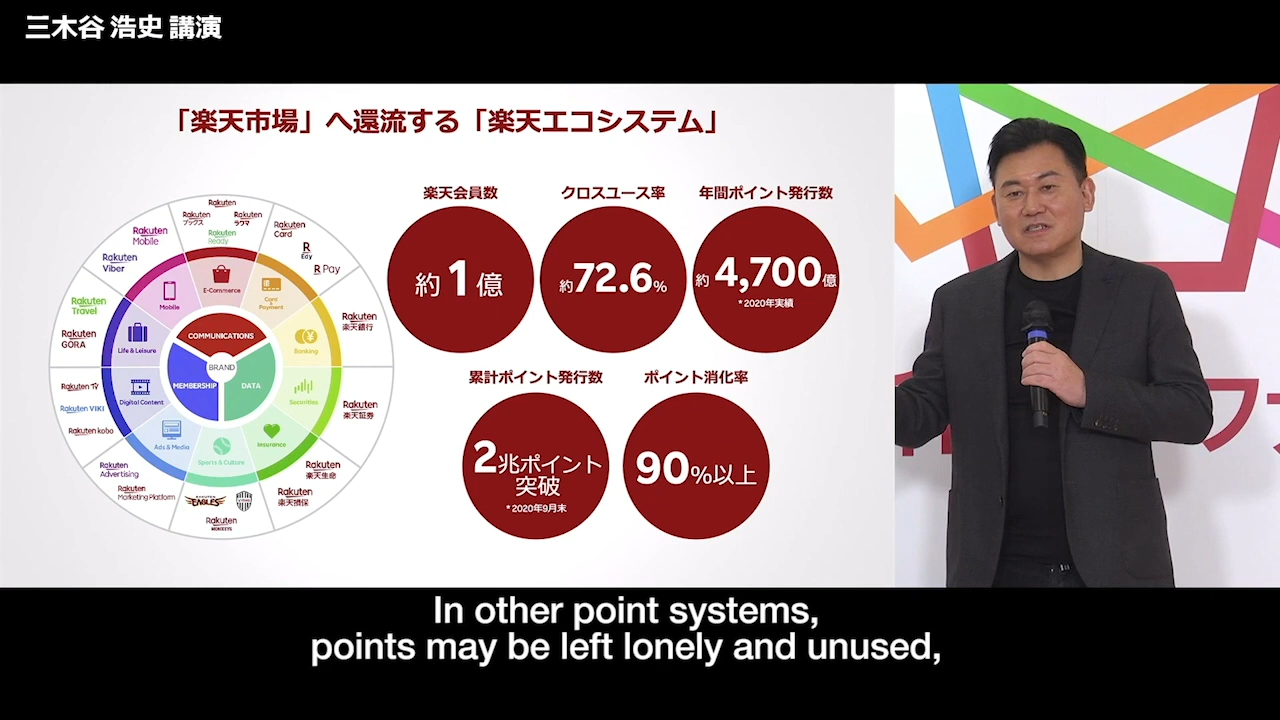 三木谷 浩史 講演
「楽天市場」へ還流する「楽天エコシステム」
楽天会員数
約1億
クロスユース率
約72.6%
年間ポイント発行数
約4,700億
*2020年実績
累計ポイント発行数
2兆ポイント
突破
*2020年9月末
ポイント消化率
90%以上
Rakuten
Rakuten
ブックス
Rakuten
ラクマ
Rakuten
Ready
Rakuten
Card
R
Edy
R Pay
Rakuten
楽天銀行
Rakuten
楽天証券
Rakuten
楽天生命
Rakuten
楽天損保
RAKUTEN
EAGLES
Rakuten
MONKEYS
Rakuten
Marketing Platform
Rakuten
Advertising
Rakuten kobo
Rakuten VIKI
Rakuten TV
Rakuten
GORA
Rakuten
Travel
Rakuten
Viber
Rakuten
Mobile
E-Commerce
Card
&
Payment
Banking
Securities
Insurance
Sports & Culture
Ads & Media
Digital Content
Life & Leisure
Mobile
COMMUNICATIONS
BRAND
MEMBERSHIP
DATA
In other point systems,
points may be left lonely and unused,